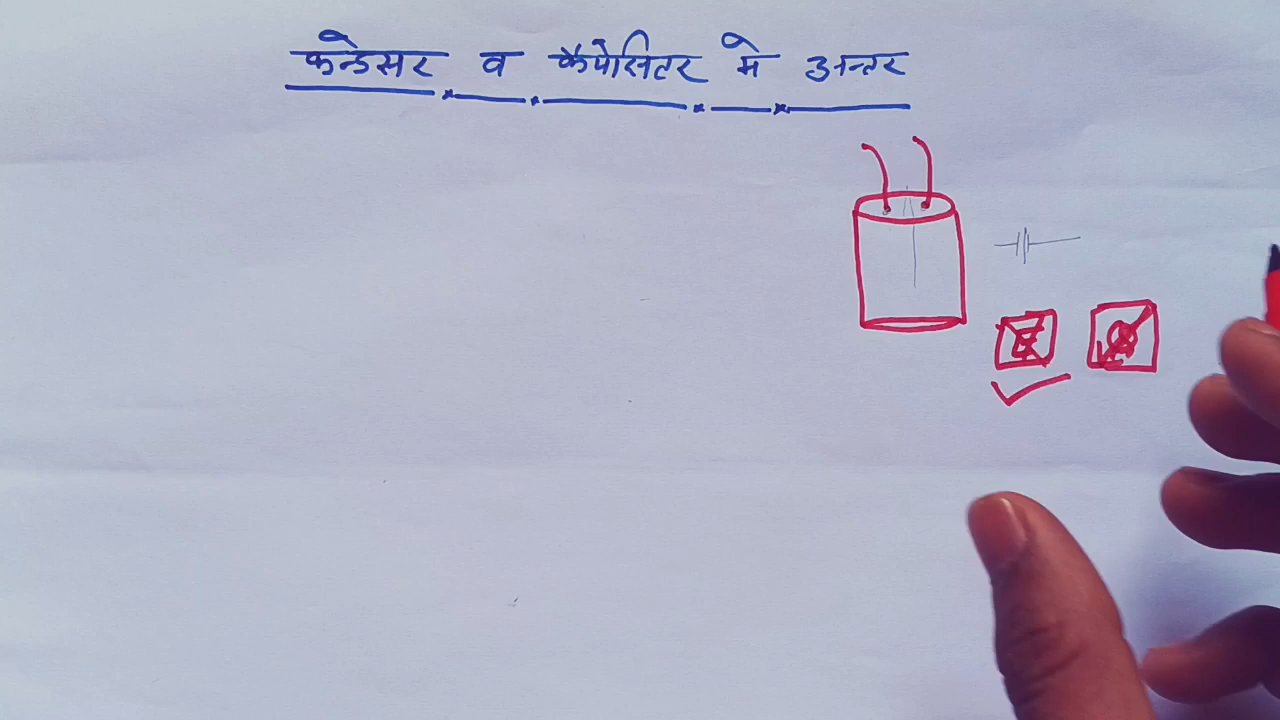 कन्डेसर व कैपेसिटर मे अन्तर